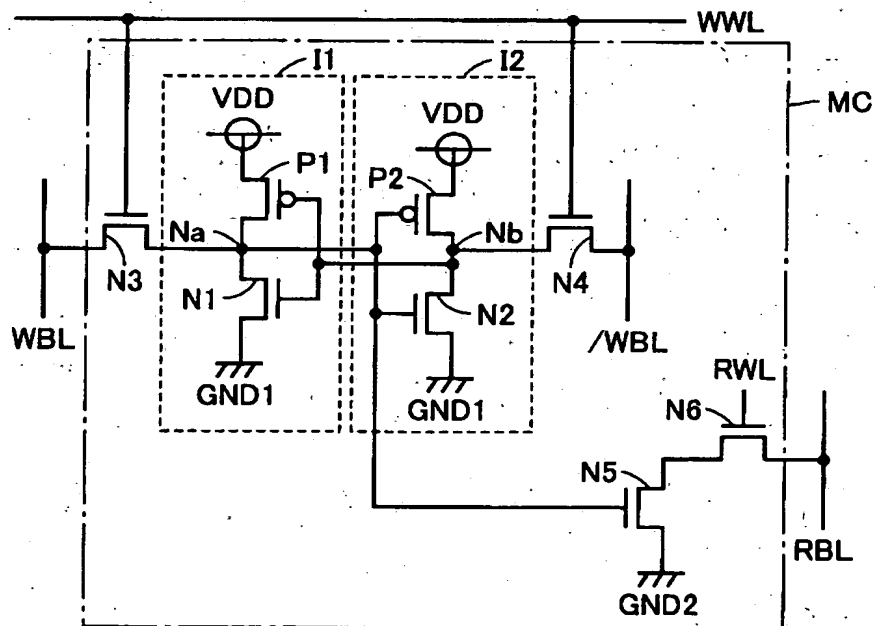 WWL
I1
I2
MC
VDD
VDD
P1
P2
Na
Nb
N3
N4
N1
N2
WBL
/WBL
GND1
GND1
RWL
N6
N5
RBL
GND2